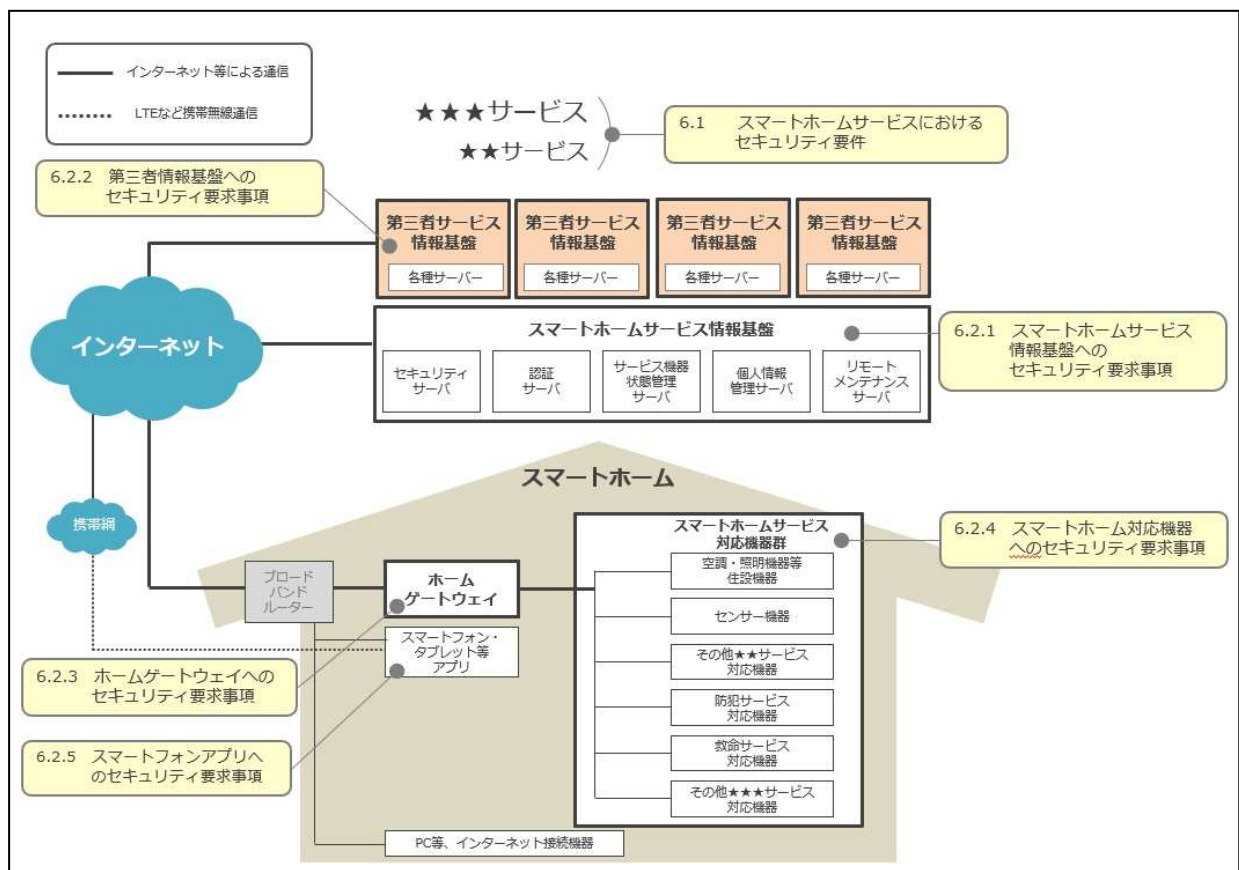 インターネット等による通信
LTEなど携帯無線通信
★★★サービス
★★サービス
6.1 スマートホームサービスにおける
セキュリティ要件
6.2.2 第三者情報基盤への
セキュリティ要求事項
第三者サービス
情報基盤
各種サーバー
第三者サービス
情報基盤
各種サーバー
第三者サービス
情報基盤
各種サーバー
第三者サービス
情報基盤
各種サーバー
インターネット
スマートホームサービス情報基盤
セキュリティ
サーバ
認証
サーバ
サービス機器
状態管理
サーバ
個人情報
管理サーバ
リモート
メンテナンス
サーバ
6.2.1 スマートホームサービス
情報基盤への
セキュリティ要求事項
スマートホーム
携帯網
ブロード
バンド
ルーター
ホーム
ゲートウェイ
スマートフォン・
タブレット等
アプリ
スマートホームサービス
対応機器群
空調・照明機器等
住設機器
センサー機器
その他★★サービス
対応機器
防犯サービス
対応機器
救命サービス
対応機器
その他★★★サービス
対応機器
6.2.4 スマートホーム対応機器
へのセキュリティ要求事項
6.2.3 ホームゲートウェイへの
セキュリティ要求事項
6.2.5 スマートフォンアプリへ
のセキュリティ要求事項
PC等、インターネット接続機器